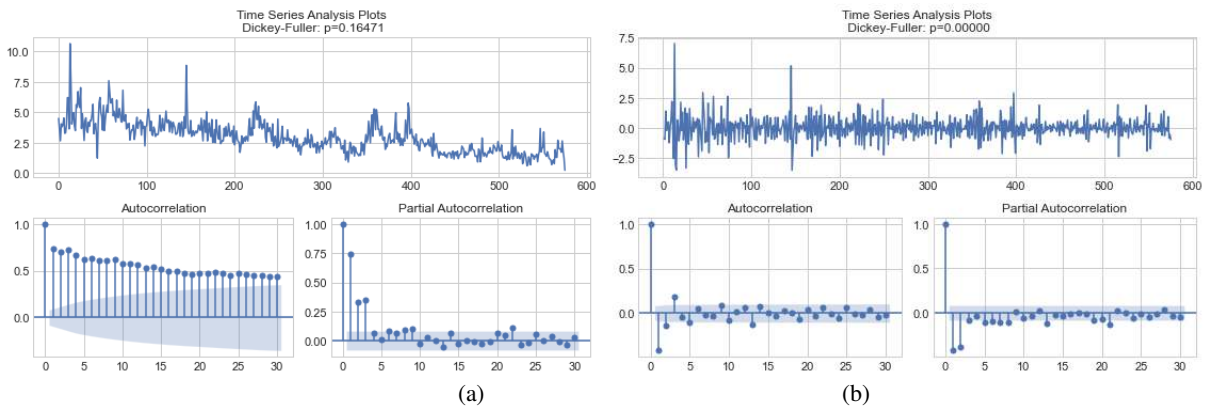 Time Series Analysis Plots
Dickey-Fuller: p=0.16471
10.0
7.5
5.0
2.5
0.0
0 100 200 300 400 500 600
Autocorrelation
1.0
0.5
0.0
0 5 10 15 20 25 30
Partial Autocorrelation
1.00
0.75
0.50
0.25
0.00
0 5 10 15 20 25 30
(a)
Time Series Analysis Plots
Dickey-Fuller: p=0.00000
7.5
5.0
2.5
0.0
−2.5
0 100 200 300 400 500 600
Autocorrelation
1.0
0.5
0.0
0 5 10 15 20 25 30
Partial Autocorrelation
1.0
0.5
0.0
0 5 10 15 20 25 30
(b)